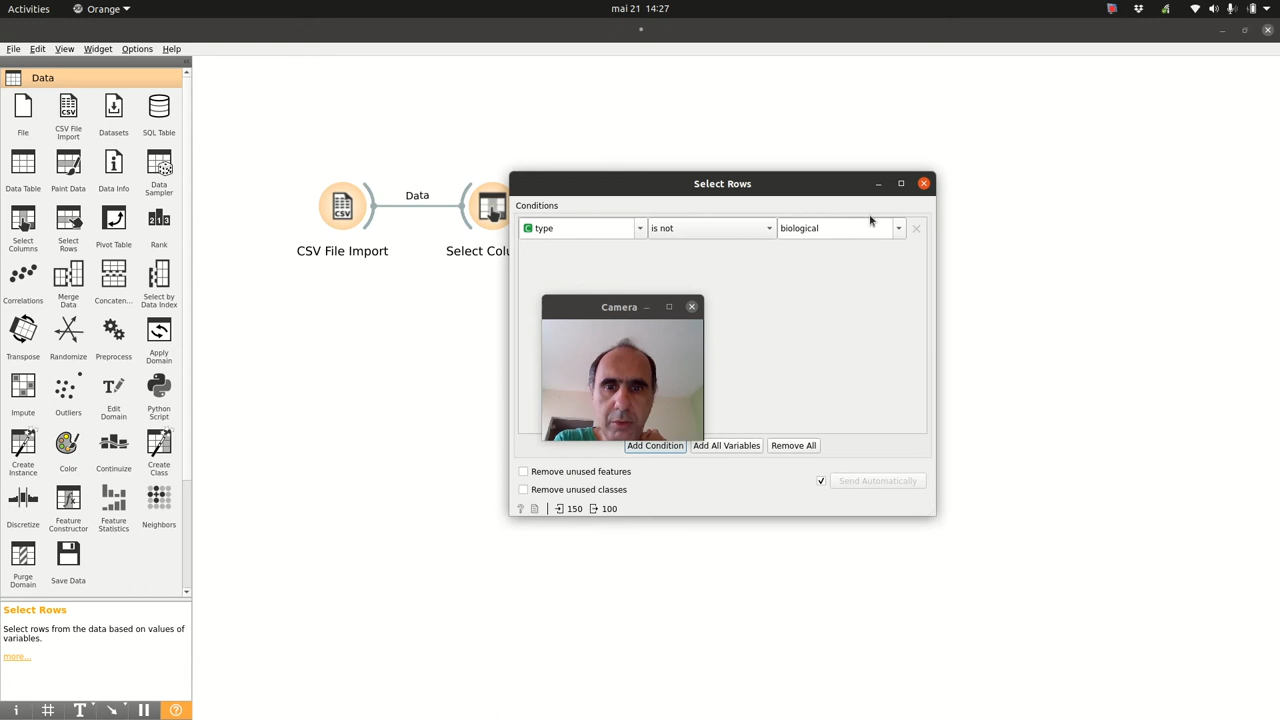 Activities
Orange
mai 21 14:27
File Edit View Widget Options Help
Data
File
CSV File Import
Datasets
SQL Table
Data Table
Paint Data
Data Info
Data Sampler
Select Columns
Select Rows
Pivot Table
Rank
Correlations
Merge Data
Concaten...
Select by Data Index
Transpose
Randomize
Preprocess
Apply Domain
Impute
Outliers
Edit Domain
Python Script
Create Instance
Color
Continuize
Create Class
Discretize
Feature Constructor
Feature Statistics
Neighbors
Purge Domain
Save Data
Select Rows
Select rows from the data based on values of
variables.
more...
CSV File Import
Data
Select Colu
Select Rows
Conditions
C type
is not
biological
Camera
Add Condition
Add All Variables
Remove All
Remove unused features
Remove unused classes
Send Automatically
150
100